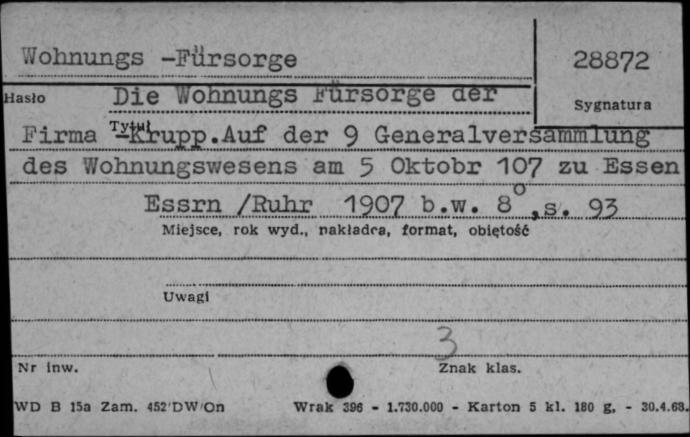 Wohnungs -Fürsorge 28872
Hasło Die Wohnungs Fürsorge der Sygnatura
Tytuł
Firma -Krupp.Auf der 9 Generalversammlung
des Wohnungswesens am 5 Oktobr 107 zu Essen
Essrn /Ruhr 1907 b.w. 8°,s. 93
Miejsce, rok wyd., nakładca, format, objętość
Uwagi
3
Nr inw. Znak klas.
WD B 15a Zam. 452/DW/On Wrak 396 - 1.730.000 - Karton 5 kl. 180 g. - 30.4.68.